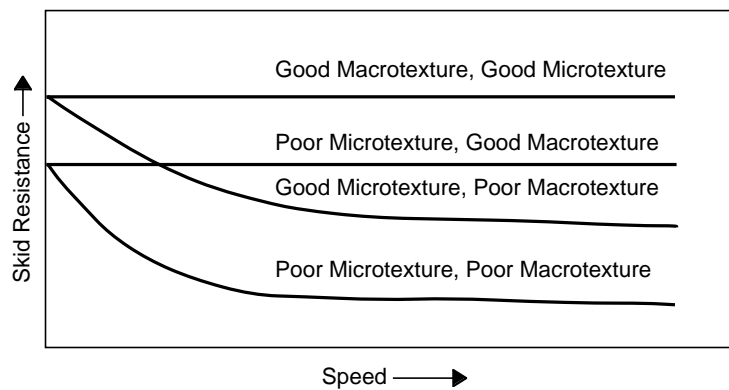 Good Macrotexture, Good Microtexture
Poor Microtexture, Good Macrotexture
Good Microtexture, Poor Macrotexture
Poor Microtexture, Poor Macrotexture
Skid Resistance
Speed